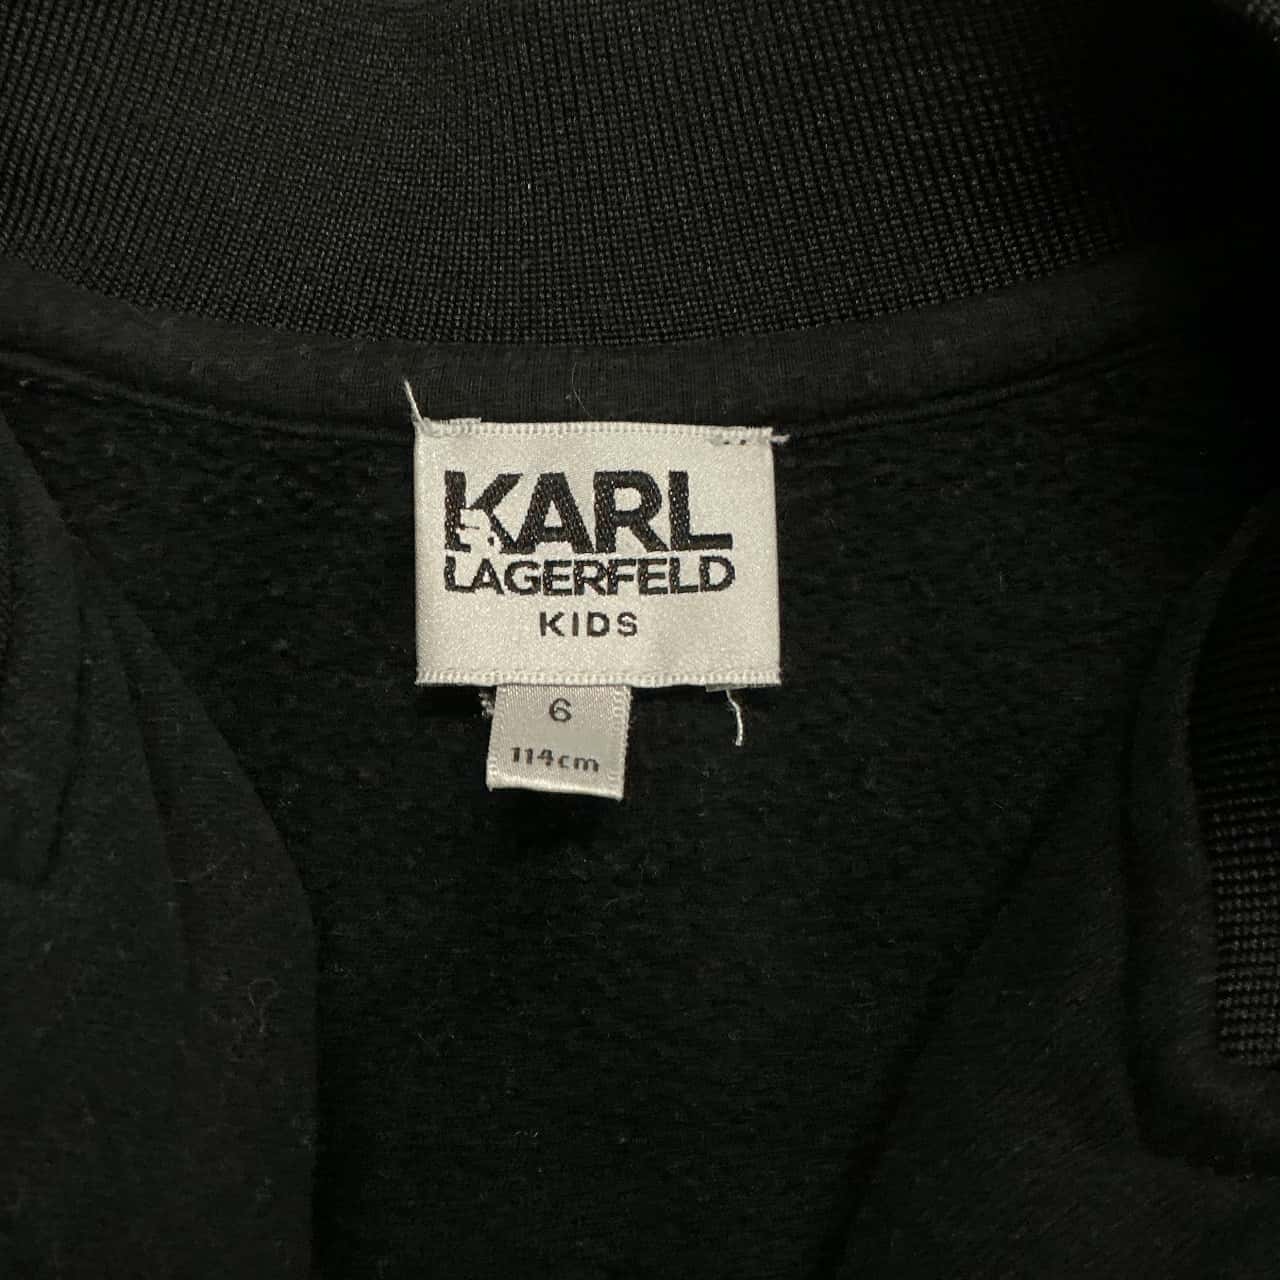 KARL
LAGERFELD
KIDS
6
114cm